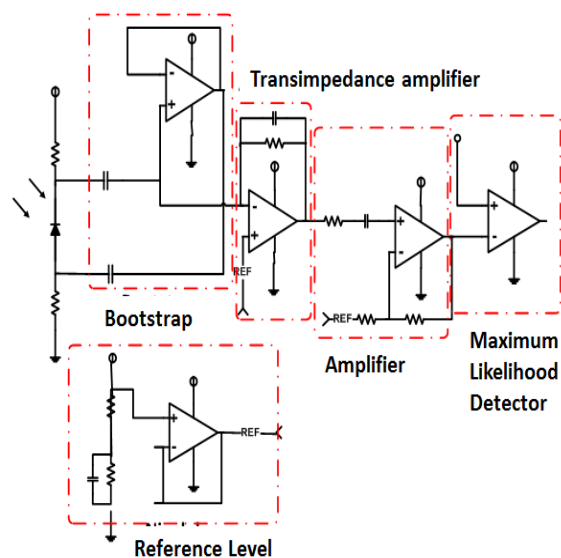 Transimpedance amplifier
-
+
-
+
REF
+
-
+
-
REF
Bootstrap
Amplifier
Maximum
Likelihood
Detector
+
-
REF
Reference Level